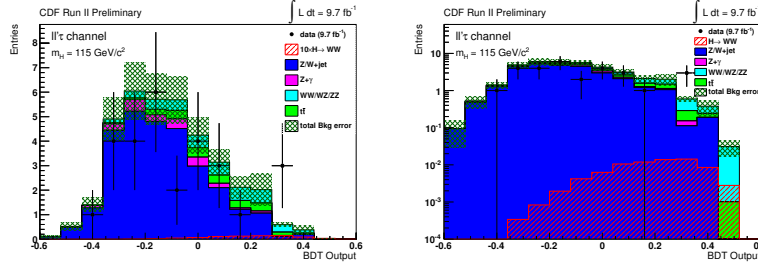 CDF Run II Preliminary
∫ L dt = 9.7 fb⁻¹
Entries
ll'τ channel
m_H = 115 GeV/c²
data (9.7 fb⁻¹)
10×H→ WW
Z/W+jet
Z+γ
WW/WZ/ZZ
tt̄
total Bkg error
9
8
7
6
5
4
3
2
1
0
-0.6 -0.4 -0.2 0 0.2 0.4 0.6
BDT Output
CDF Run II Preliminary
∫ L dt = 9.7 fb⁻¹
Entries
ll'τ channel
m_H = 115 GeV/c²
data (9.7 fb⁻¹)
H→ WW
Z/W+jet
Z+γ
WW/WZ/ZZ
tt̄
total Bkg error
10²
10
1
10⁻¹
10⁻²
10⁻³
10⁻⁴
-0.6 -0.4 -0.2 0 0.2 0.4
BDT Output